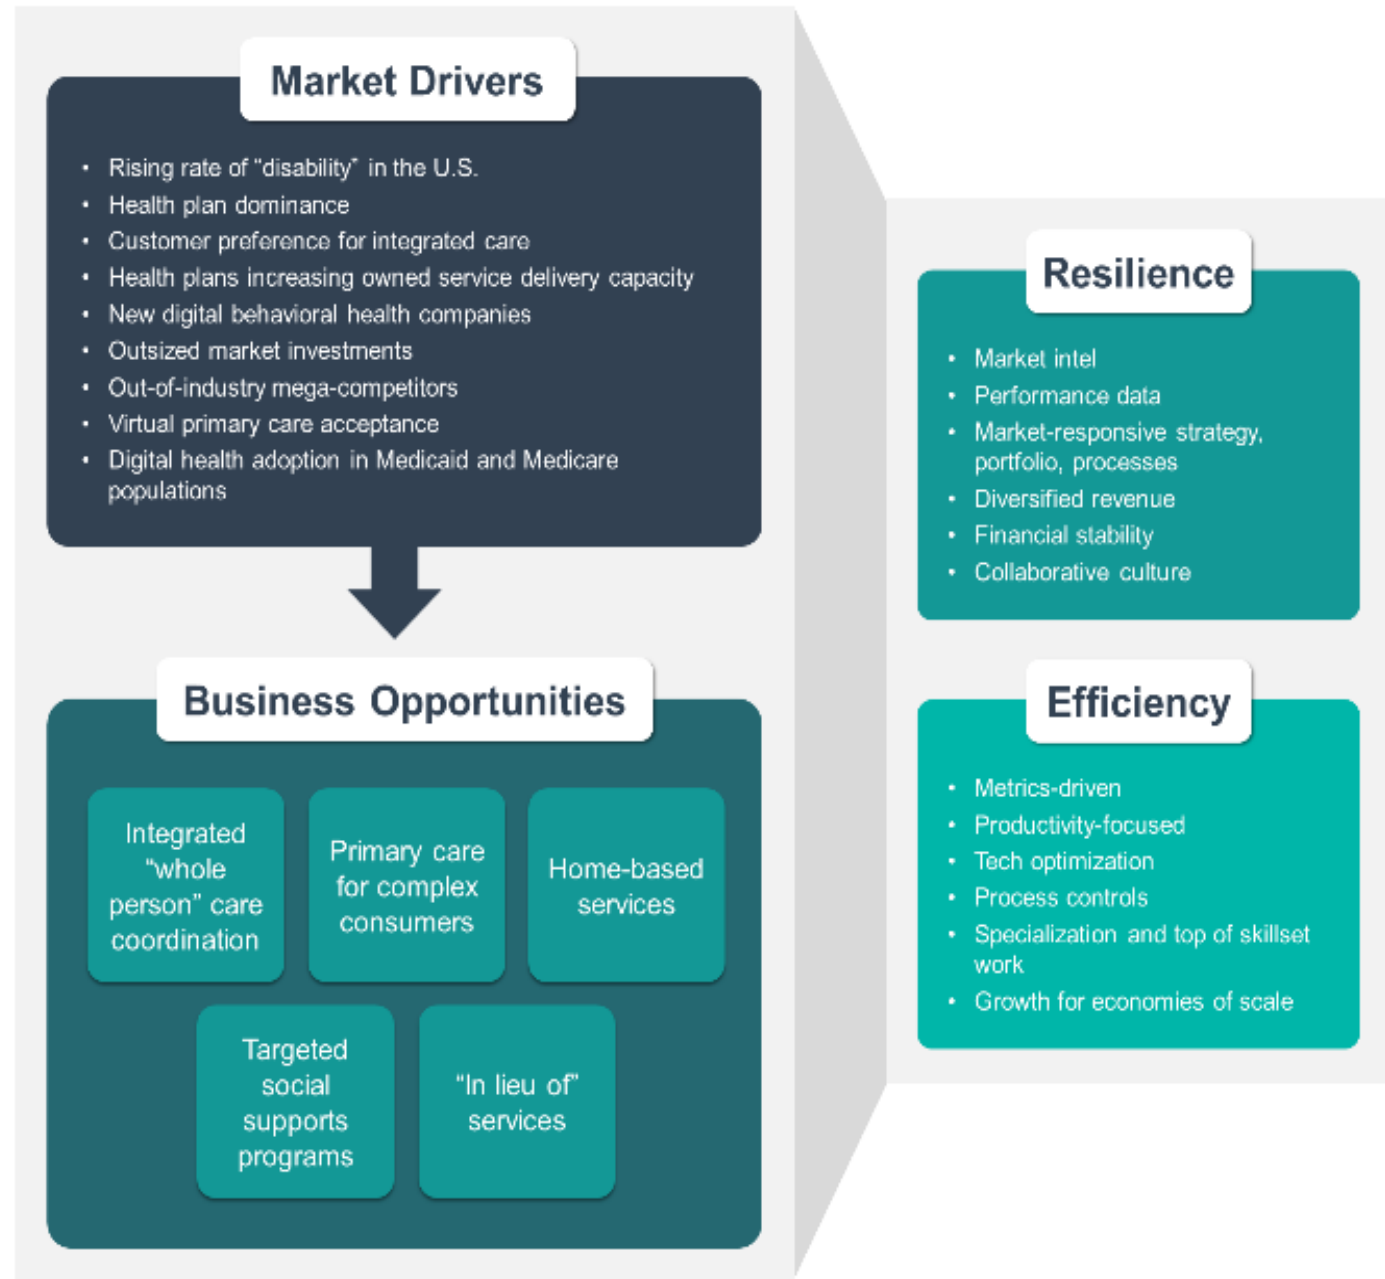 Market Drivers
• Rising rate of “disability” in the U.S.
• Health plan dominance
• Customer preference for integrated care
• Health plans increasing owned service delivery capacity
• New digital behavioral health companies
• Outsized market investments
• Out-of-industry mega-competitors
• Virtual primary care acceptance
• Digital health adoption in Medicaid and Medicare
populations
Business Opportunities
Integrated
“whole
person” care
coordination
Primary care
for complex
consumers
Home-based
services
Targeted
social
supports
programs
“In lieu of”
services
Resilience
• Market intel
• Performance data
• Market-responsive strategy,
portfolio, processes
• Diversified revenue
• Financial stability
• Collaborative culture
Efficiency
• Metrics-driven
• Productivity-focused
• Tech optimization
• Process controls
• Specialization and top of skillset
work
• Growth for economies of scale